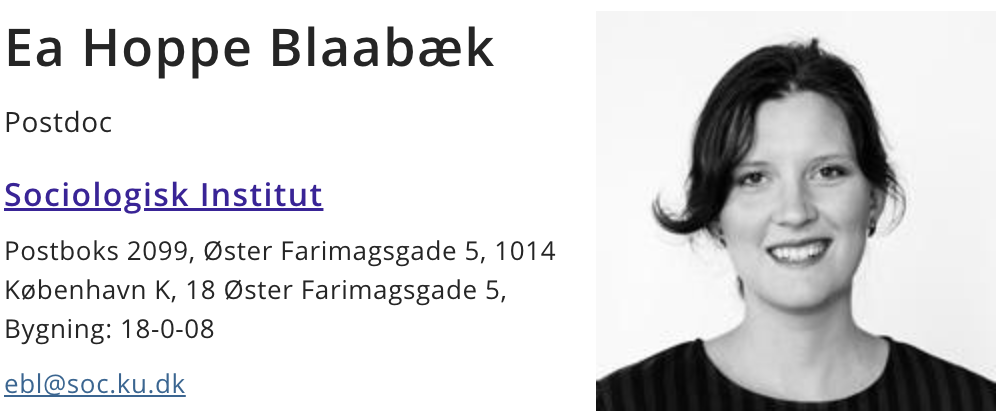 Ea Hoppe Blaabæk
Postdoc
Sociologisk Institut
Postboks 2099, Øster Farimagsgade 5, 1014
København K, 18 Øster Farimagsgade 5,
Bygning: 18-0-08
ebl@soc.ku.dk